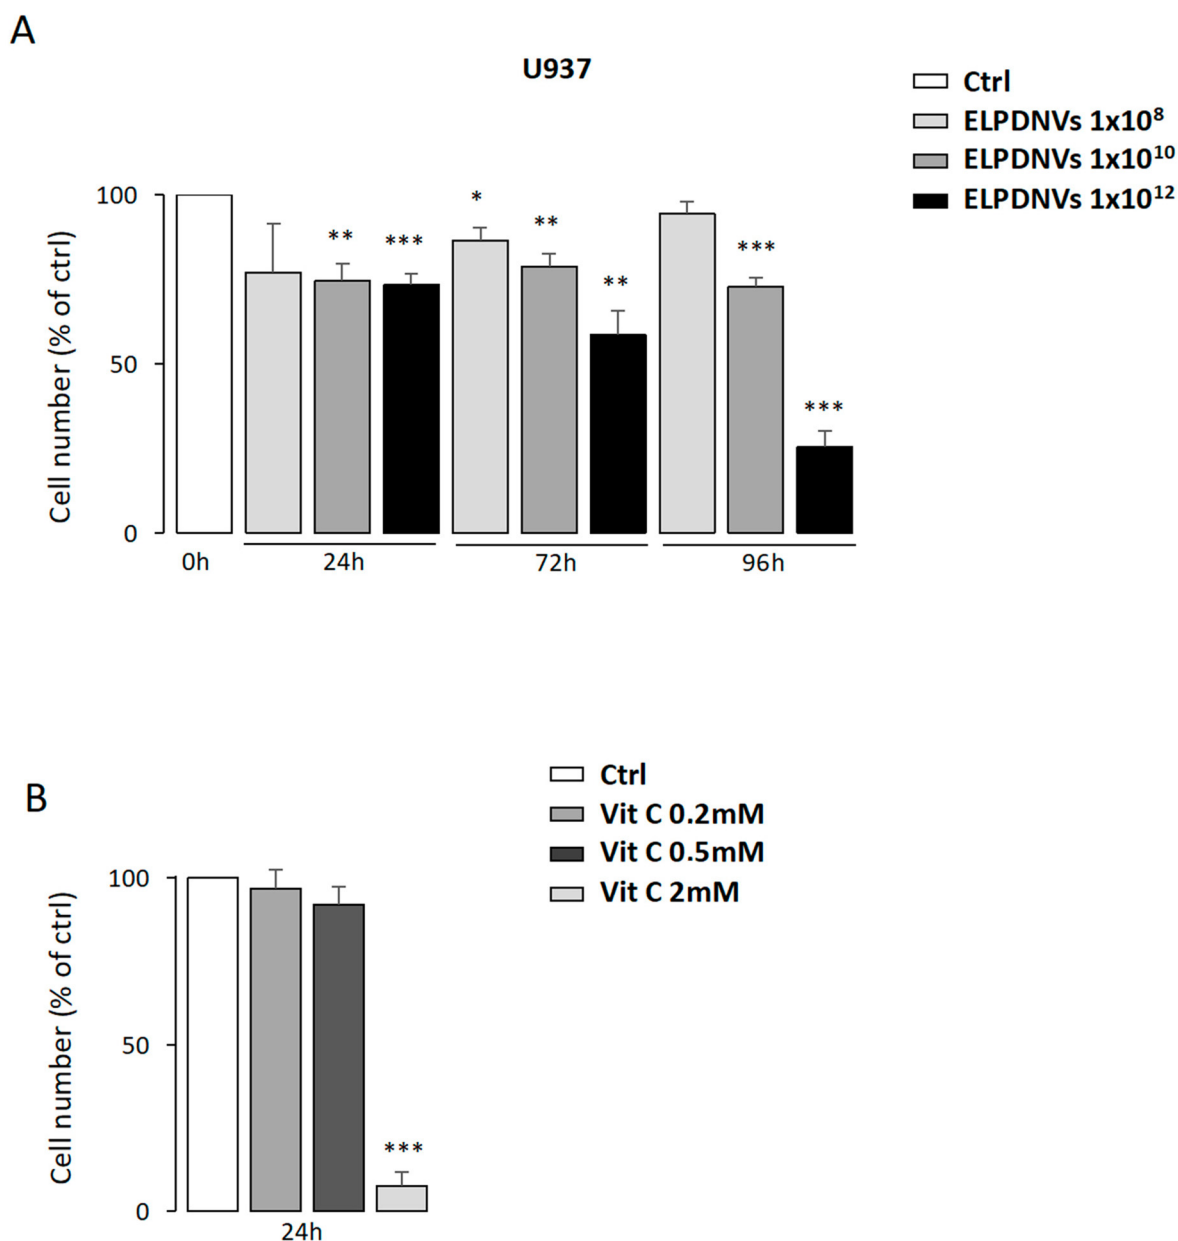 A
U937
Ctrl
ELPDNVs 1x10⁸
ELPDNVs 1x10¹⁰
ELPDNVs 1x10¹²
Cell number (% of ctrl)
100
50
0
** *** * ** ** *** ***
0h 24h 72h 96h
B
Ctrl
Vit C 0.2mM
Vit C 0.5mM
Vit C 2mM
Cell number (% of ctrl)
100
50
0
***
24h